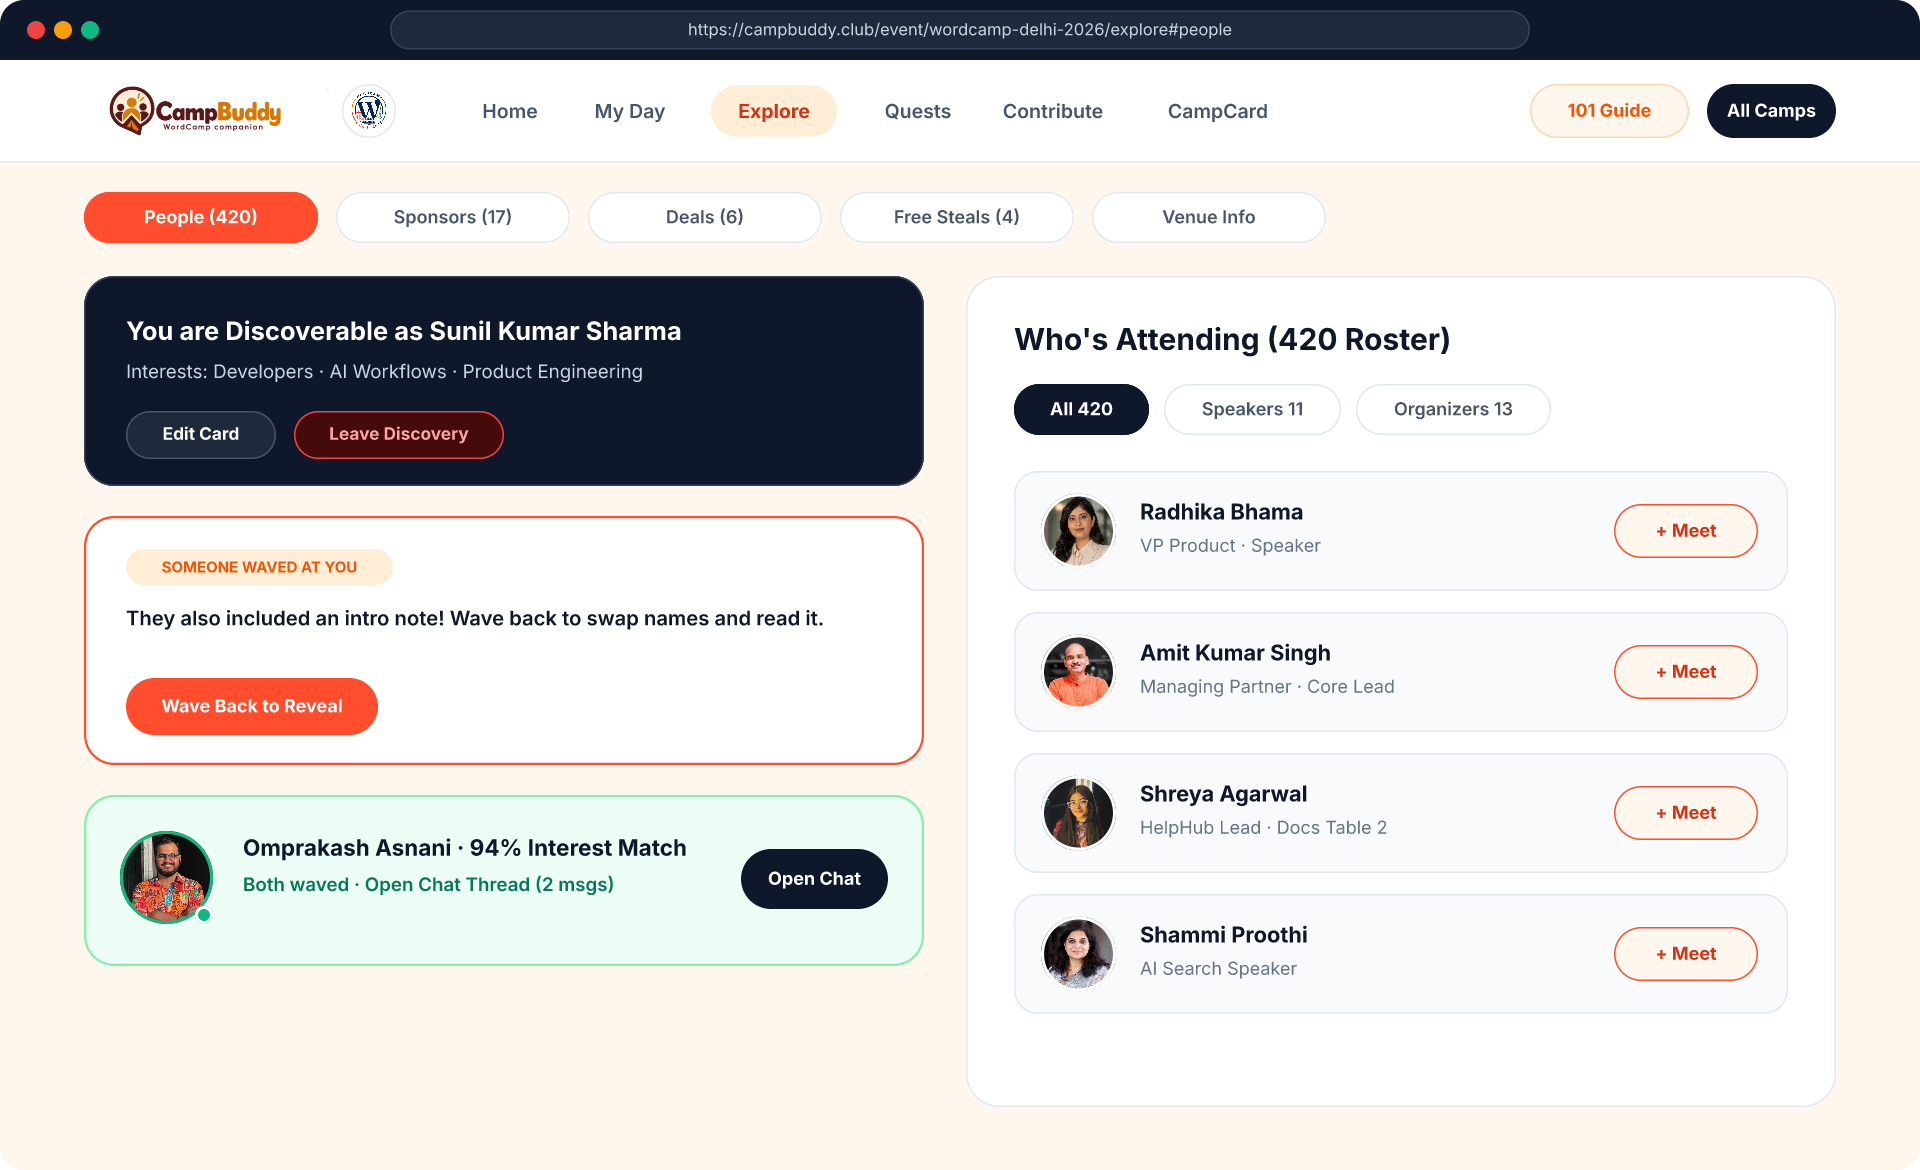 https://campbuddy.club/event/wordcamp-delhi-2026/explore#people
CampBuddy
WordCamp companion
Home
My Day
Explore
Quests
Contribute
CampCard
101 Guide
All Camps
People (420)
Sponsors (17)
Deals (6)
Free Steals (4)
Venue Info
You are Discoverable as Sunil Kumar Sharma
Interests: Developers · AI Workflows · Product Engineering
Edit Card
Leave Discovery
SOMEONE WAVED AT YOU
They also included an intro note! Wave back to swap names and read it.
Wave Back to Reveal
Omprakash Asnani · 94% Interest Match
Both waved · Open Chat Thread (2 msgs)
Open Chat
Who's Attending (420 Roster)
All 420
Speakers 11
Organizers 13
Radhika Bhama
VP Product · Speaker
+ Meet
Amit Kumar Singh
Managing Partner · Core Lead
+ Meet
Shreya Agarwal
HelpHub Lead · Docs Table 2
+ Meet
Shammi Proothi
AI Search Speaker
+ Meet